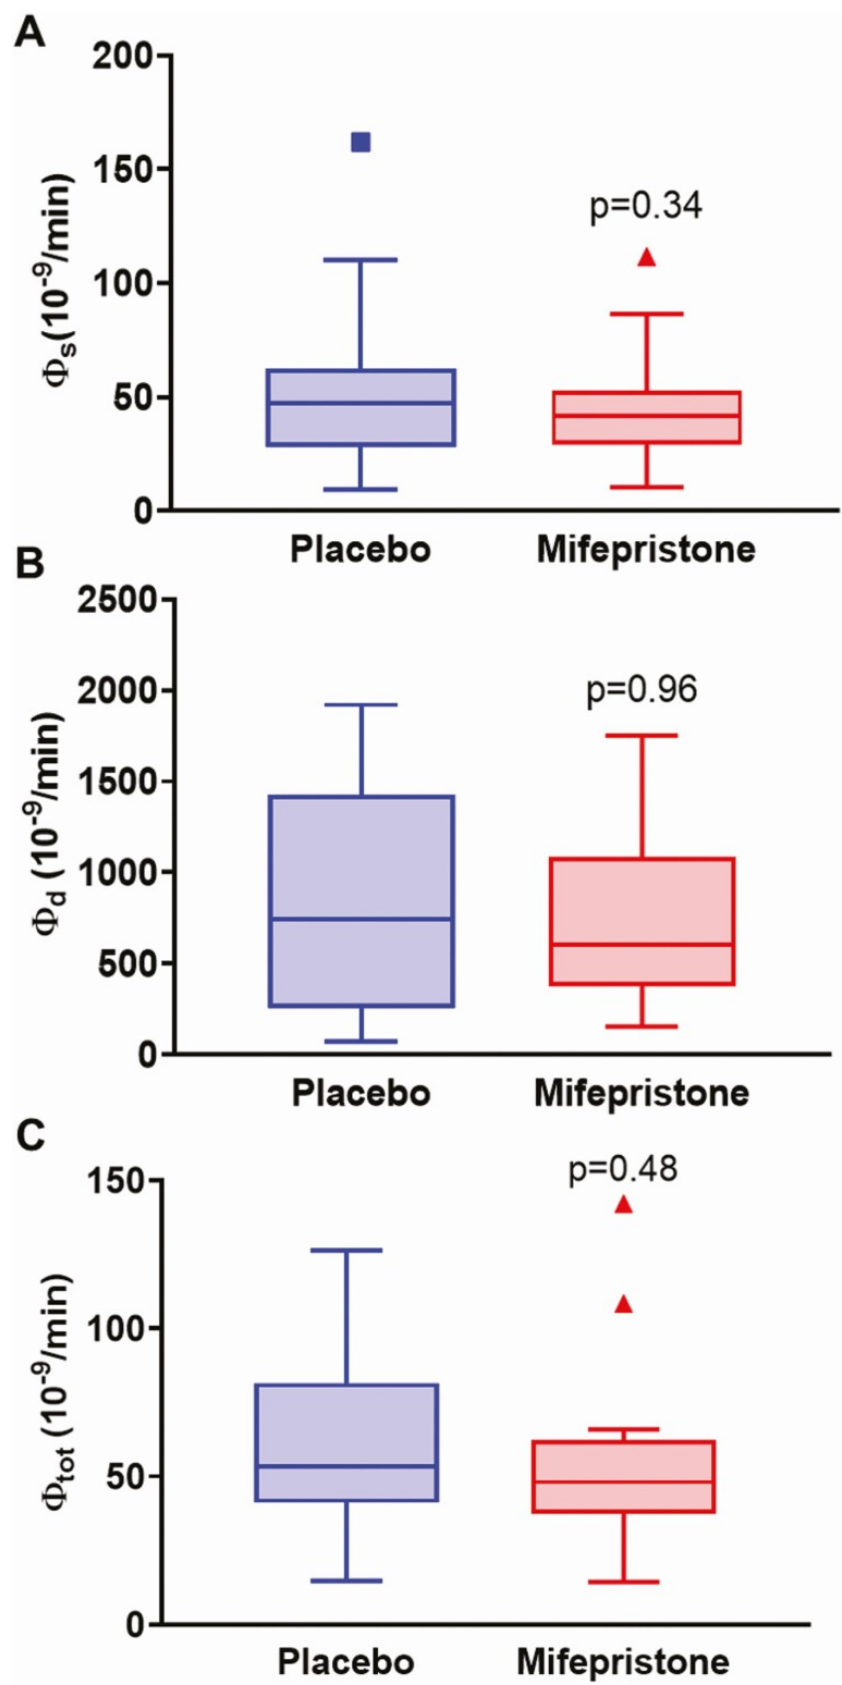 A
200
150
100
50
0
Φs(10-9/min)
p=0.34
Placebo Mifepristone
B
2500
2000
1500
1000
500
0
Φd (10-9/min)
p=0.96
Placebo Mifepristone
C
150
100
50
0
Φtot (10-9/min)
p=0.48
Placebo Mifepristone